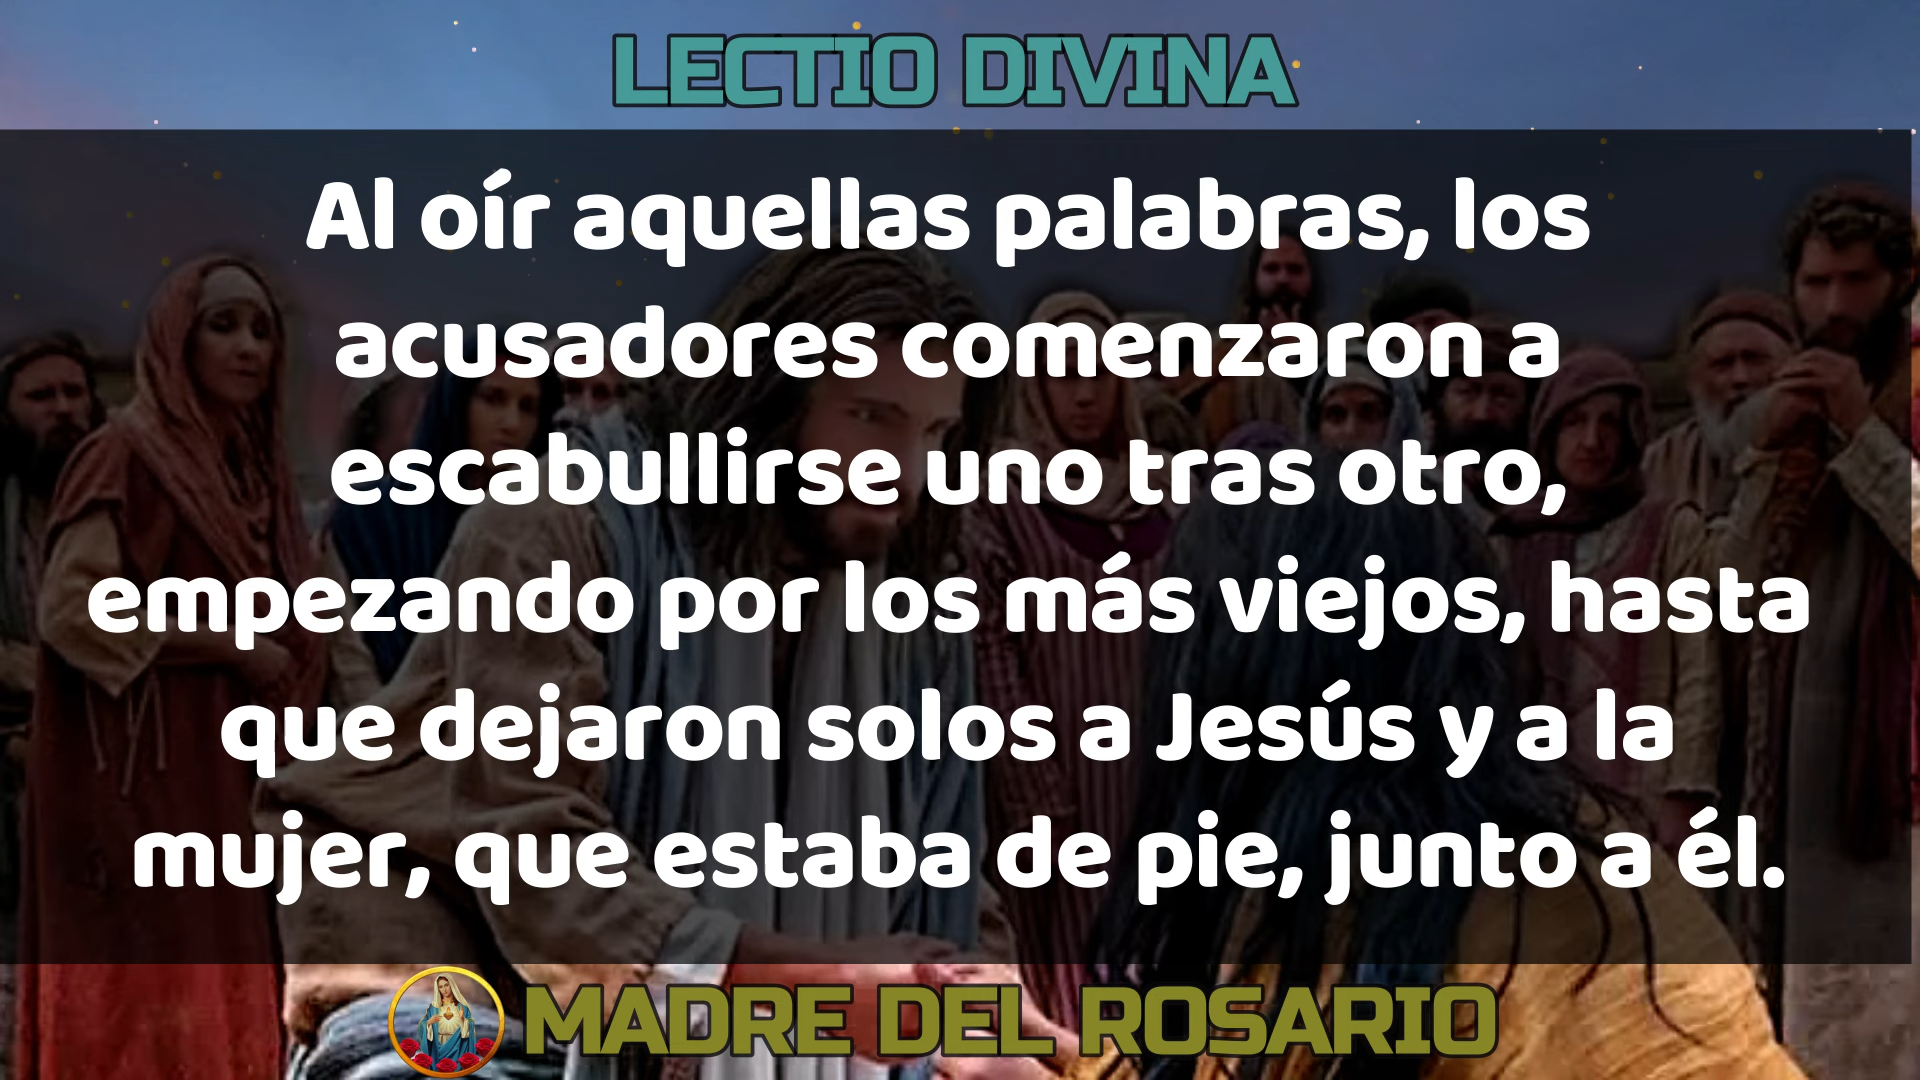 LECTIO DIVINA
Al oír aquellas palabras, los
acusadores comenzaron a
escabullirse uno tras otro,
empezando por los más viejos, hasta
que dejaron solos a Jesús y a la
mujer, que estaba de pie, junto a él.
MADRE DEL ROSARIO